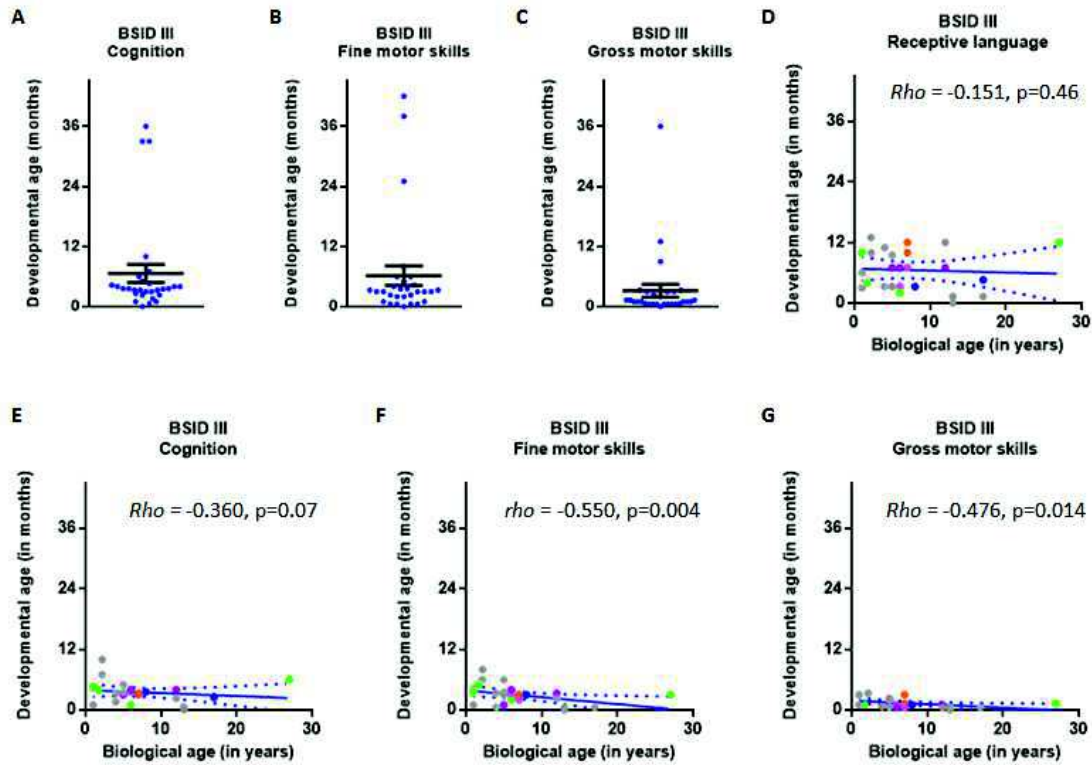 A
BSID III
Cognition
Developmental age (months)
36
24
12
0
B
BSID III
Fine motor skills
Developmental age (months)
36
24
12
0
C
BSID III
Gross motor skills
Developmental age (months)
36
24
12
0
D
BSID III
Receptive language
Rho = -0.151, p=0.46
Developmental age (in months)
36
24
12
0
0 10 20 30
Biological age (in years)
E
BSID III
Cognition
Rho = -0.360, p=0.07
Developmental age (in months)
36
24
12
0
0 10 20 30
Biological age (in years)
F
BSID III
Fine motor skills
rho = -0.550, p=0.004
Developmental age (in months)
36
24
12
0
0 10 20 30
Biological age (in years)
G
BSID III
Gross motor skills
Rho = -0.476, p=0.014
Developmental age (in months)
36
24
12
0
0 10 20 30
Biological age (in years)